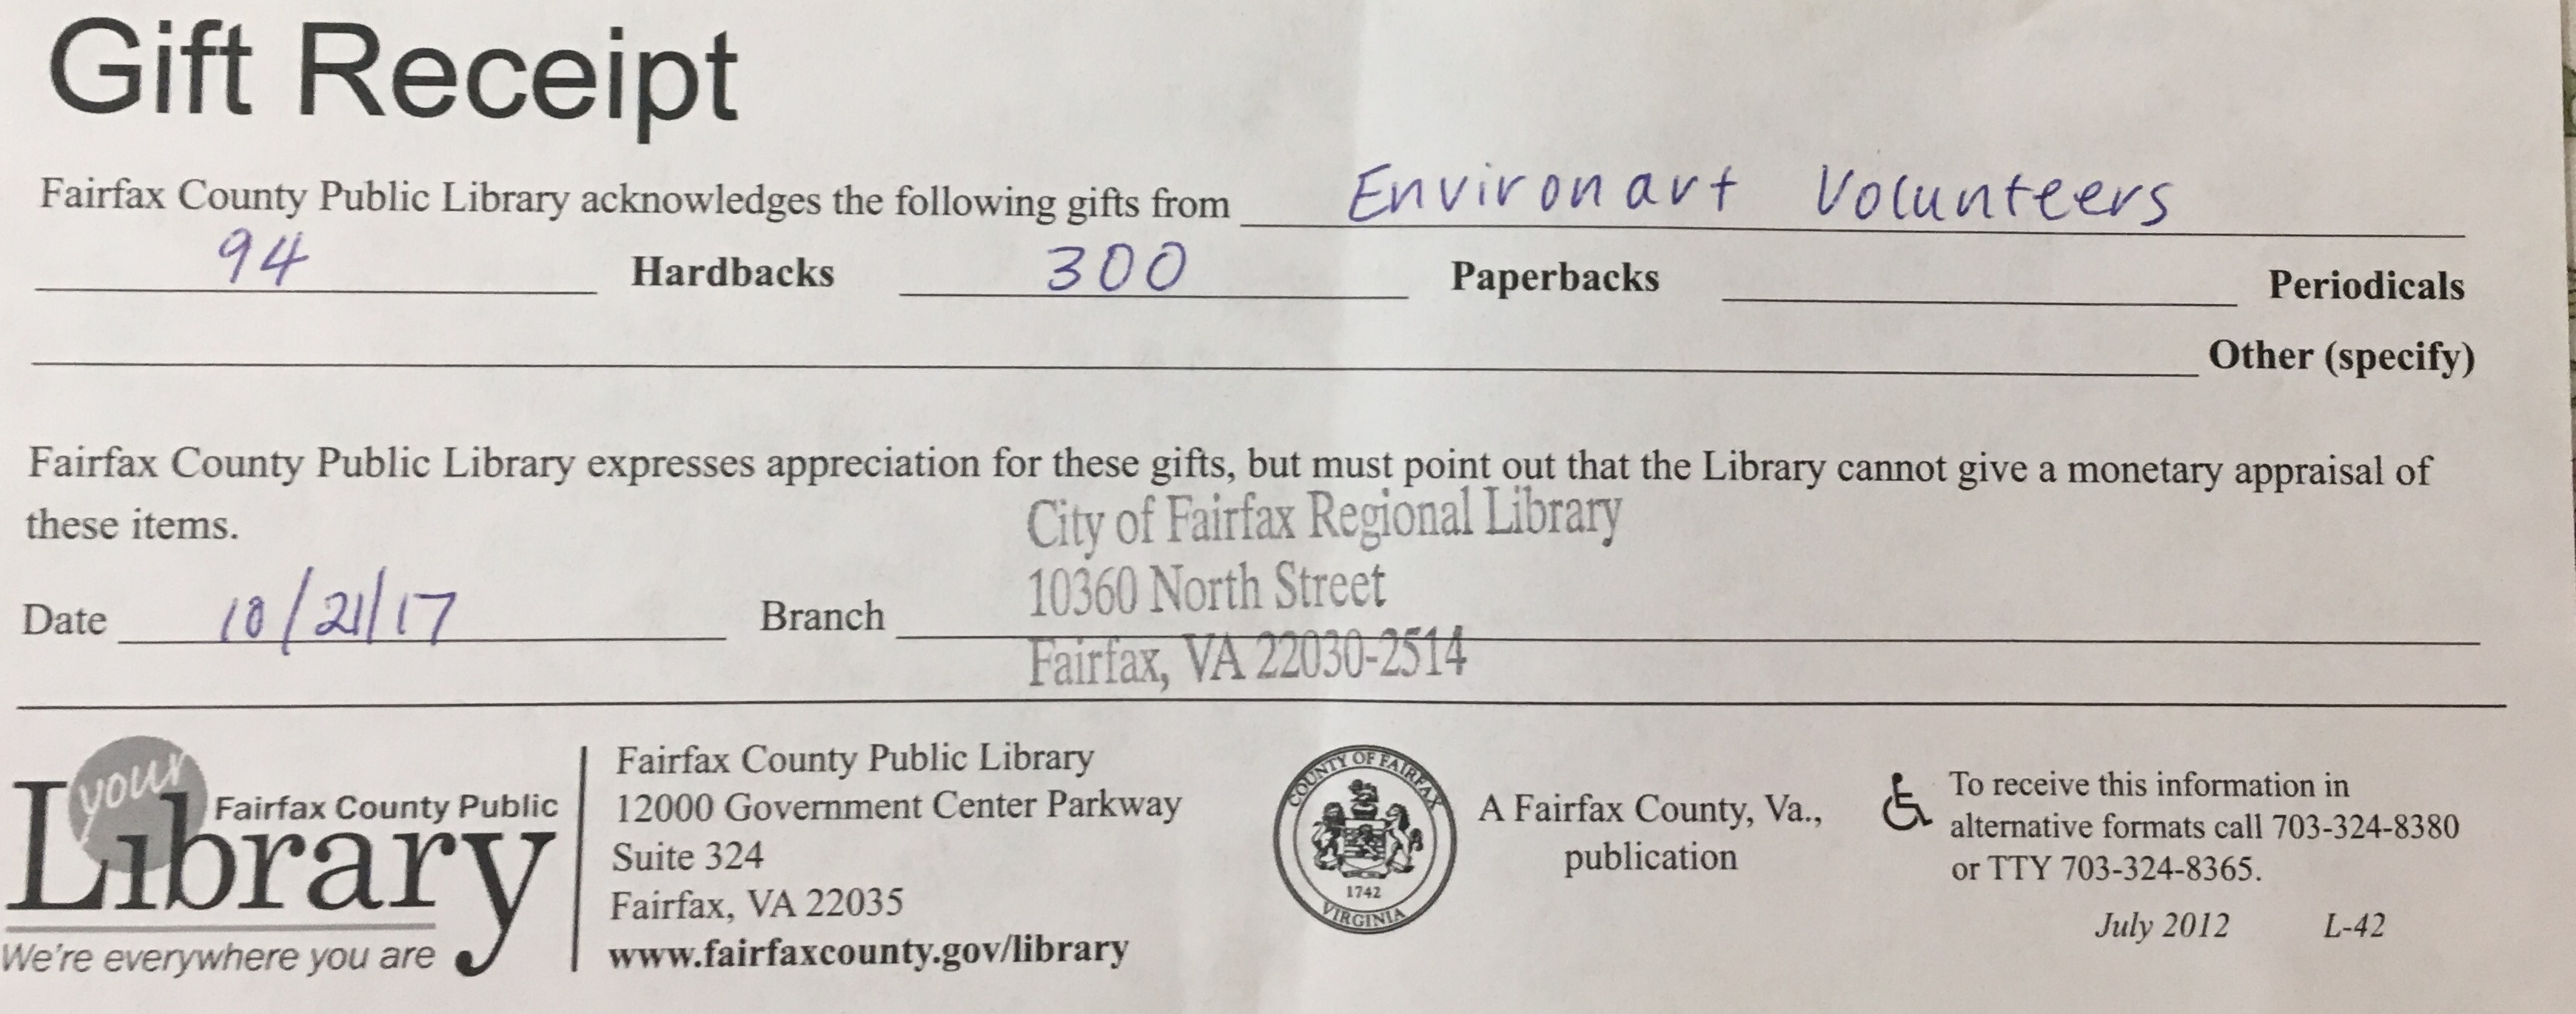 Gift Receipt
Fairfax County Public Library acknowledges the following gifts from Environart Volunteers
94 Hardbacks 300 Paperbacks Periodicals
Other (specify)
Fairfax County Public Library expresses appreciation for these gifts, but must point out that the Library cannot give a monetary appraisal of
these items.
City of Fairfax Regional Library
10360 North Street
Date 10/21/17 Branch
Fairfax, VA 22030-2514
your
Library
Fairfax County Public
We're everywhere you are
Fairfax County Public Library
12000 Government Center Parkway
Suite 324
Fairfax, VA 22035
www.fairfaxcounty.gov/library
COUNTY OF FAIRFAX
1742
VIRGINIA
A Fairfax County, Va.,
publication
To receive this information in
alternative formats call 703-324-8380
or TTY 703-324-8365.
July 2012 L-42